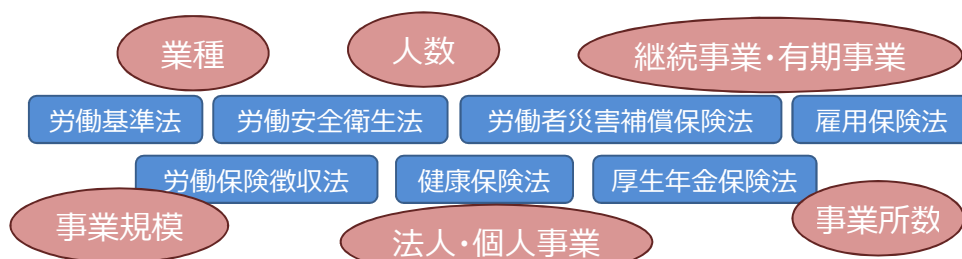 業種
人数
継続事業・有期事業
労働基準法
労働安全衛生法
労働者災害補償保険法
雇用保険法
労働保険徴収法
健康保険法
厚生年金保険法
事業規模
法人・個人事業
事業所数